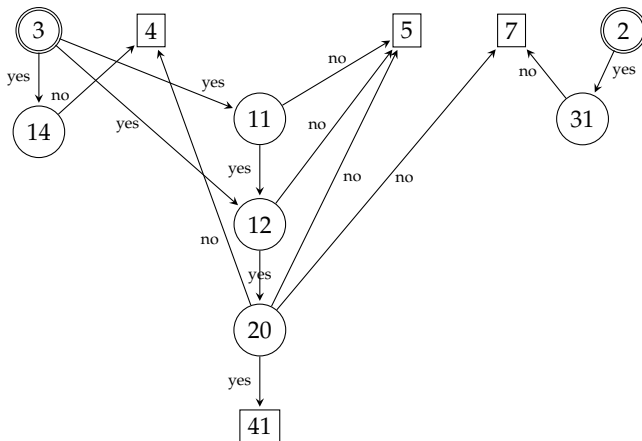 3 4 5 7 2
yes yes no yes
no no
14 yes 11 31
no
yes
12
no no
no yes
20
yes
41